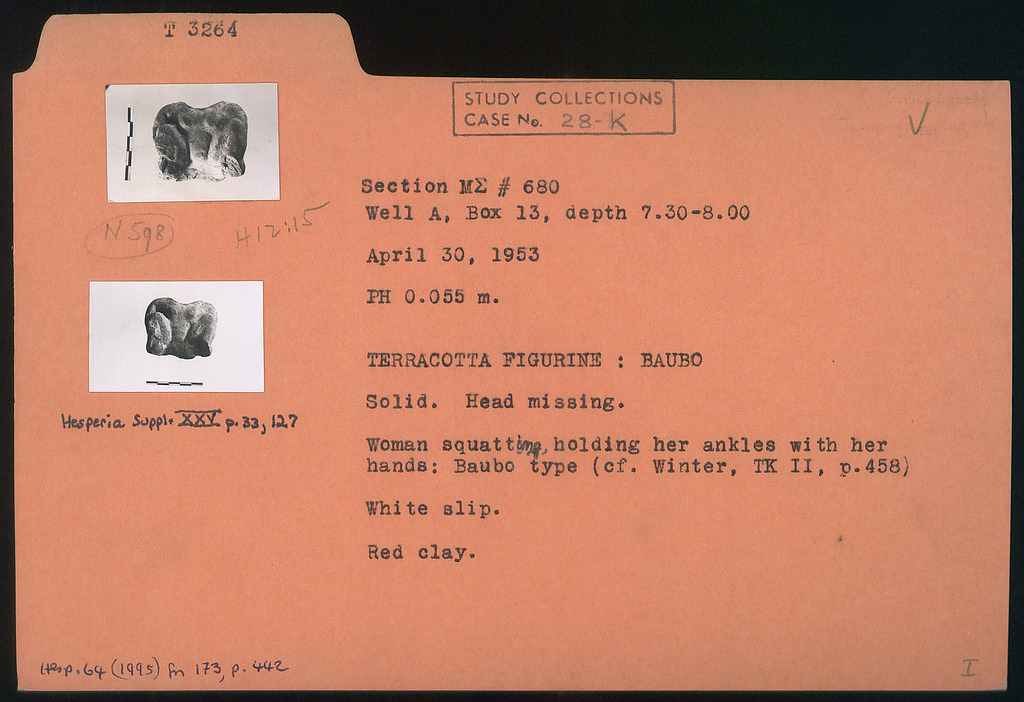 T 3264
STUDY COLLECTIONS
CASE No. 28-K
Section MΣ # 680
Well A, Box 13, depth 7.30-8.00
N 598
H12:15
April 30, 1953
PH 0.055 m.
TERRACOTTA FIGURINE : BAUBO
Solid. Head missing.
Hesperia Suppl. XXV p. 33, 127
Woman squatting, holding her ankles with her
hands: Baubo type (cf. Winter, TK II, p.458)
White slip.
Red clay.
Hesp. 64 (1995) fn 173, p. 442
I